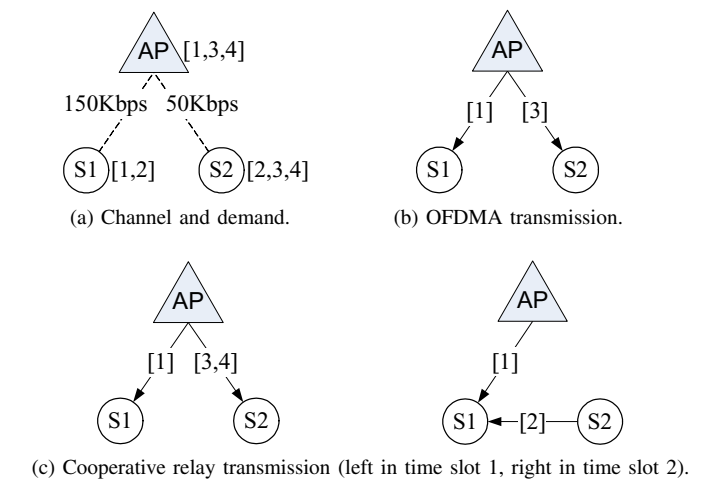 AP [1,3,4]
150Kbps 50Kbps
S1 [1,2] S2 [2,3,4]
(a) Channel and demand.
AP
[1] [3]
S1 S2
(b) OFDMA transmission.
AP
[1] [3,4]
S1 S2
AP
[1]
S1 [2] S2
(c) Cooperative relay transmission (left in time slot 1, right in time slot 2).